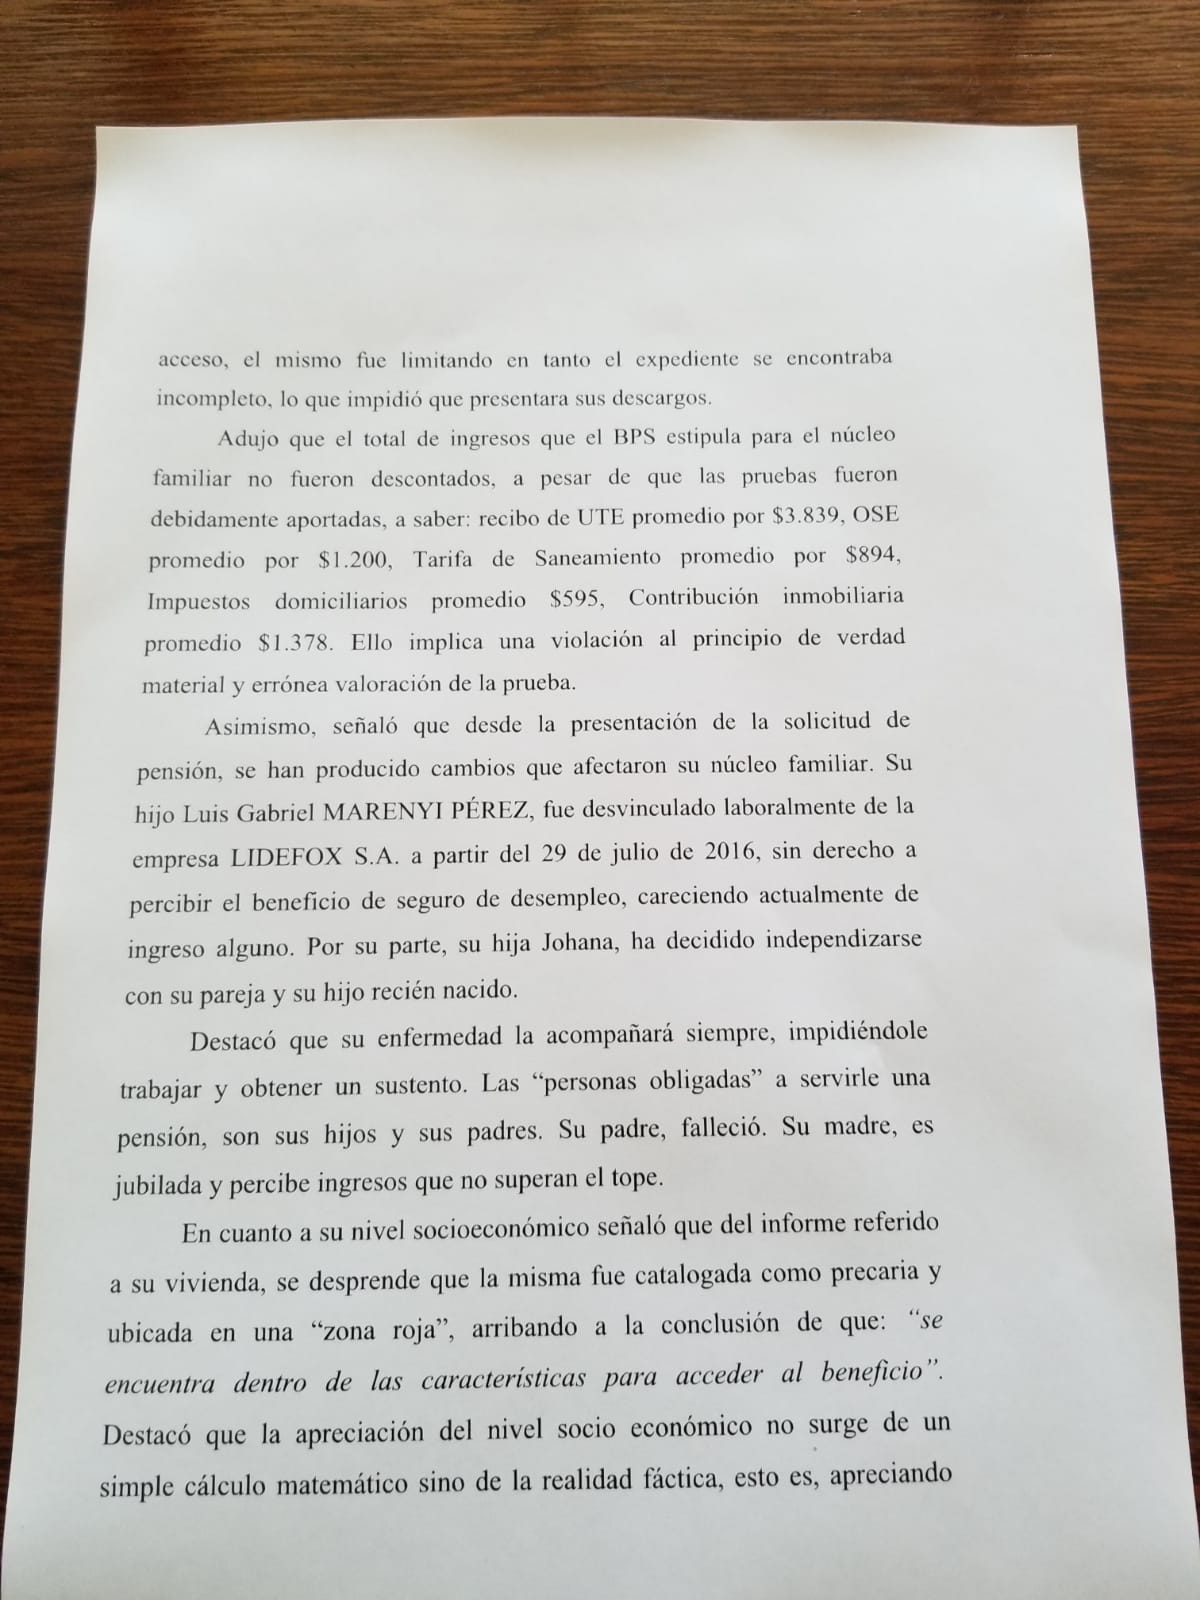 acceso, el mismo fue limitando en tanto el expediente se encontraba
incompleto, lo que impidió que presentara sus descargos.
Adujo que el total de ingresos que el BPS estipula para el núcleo
familiar no fueron descontados, a pesar de que las pruebas fueron
debidamente aportadas, a saber: recibo de UTE promedio por $3.839, OSE
promedio por $1.200, Tarifa de Saneamiento promedio por $894,
Impuestos domiciliarios promedio $595, Contribución inmobiliaria
promedio $1.378. Ello implica una violación al principio de verdad
material y errónea valoración de la prueba.
Asimismo, señaló que desde la presentación de la solicitud de
pensión, se han producido cambios que afectaron su núcleo familiar. Su
hijo Luis Gabriel MARENYI PÉREZ, fue desvinculado laboralmente de la
empresa LIDEFOX S.A. a partir del 29 de julio de 2016, sin derecho a
percibir el beneficio de seguro de desempleo, careciendo actualmente de
ingreso alguno. Por su parte, su hija Johana, ha decidido independizarse
con su pareja y su hijo recién nacido.
Destacó que su enfermedad la acompañará siempre, impidiéndole
trabajar y obtener un sustento. Las “personas obligadas” a servirle una
pensión, son sus hijos y sus padres. Su padre, falleció. Su madre, es
jubilada y percibe ingresos que no superan el tope.
En cuanto a su nivel socioeconómico señaló que del informe referido
a su vivienda, se desprende que la misma fue catalogada como precaria y
ubicada en una “zona roja”, arribando a la conclusión de que: “se
encuentra dentro de las características para acceder al beneficio”.
Destacó que la apreciación del nivel socio económico no surge de un
simple cálculo matemático sino de la realidad fáctica, esto es, apreciando